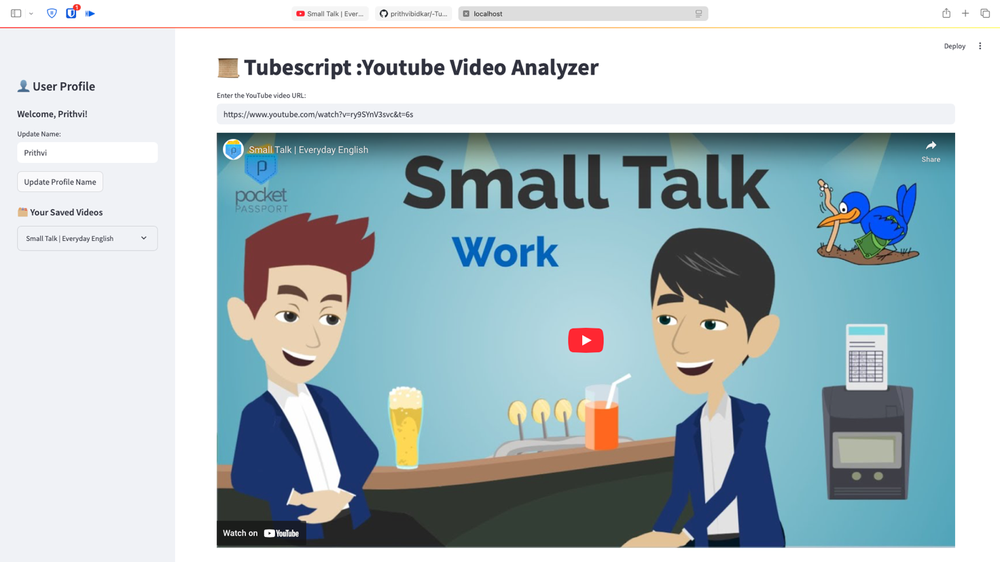 1
Small Talk | Ever...
prithvibidkar/-Tu...
localhost
Deploy
User Profile
Welcome, Prithvi!
Update Name:
Prithvi
Update Profile Name
Your Saved Videos
Small Talk | Everyday English
Tubescript :Youtube Video Analyzer
Enter the YouTube video URL:
https://www.youtube.com/watch?v=ry9SYnV3svc&t=6s
p
Small Talk | Everyday English
Share
p
pocket
PASSPORT
Small Talk
Work
Watch on YouTube